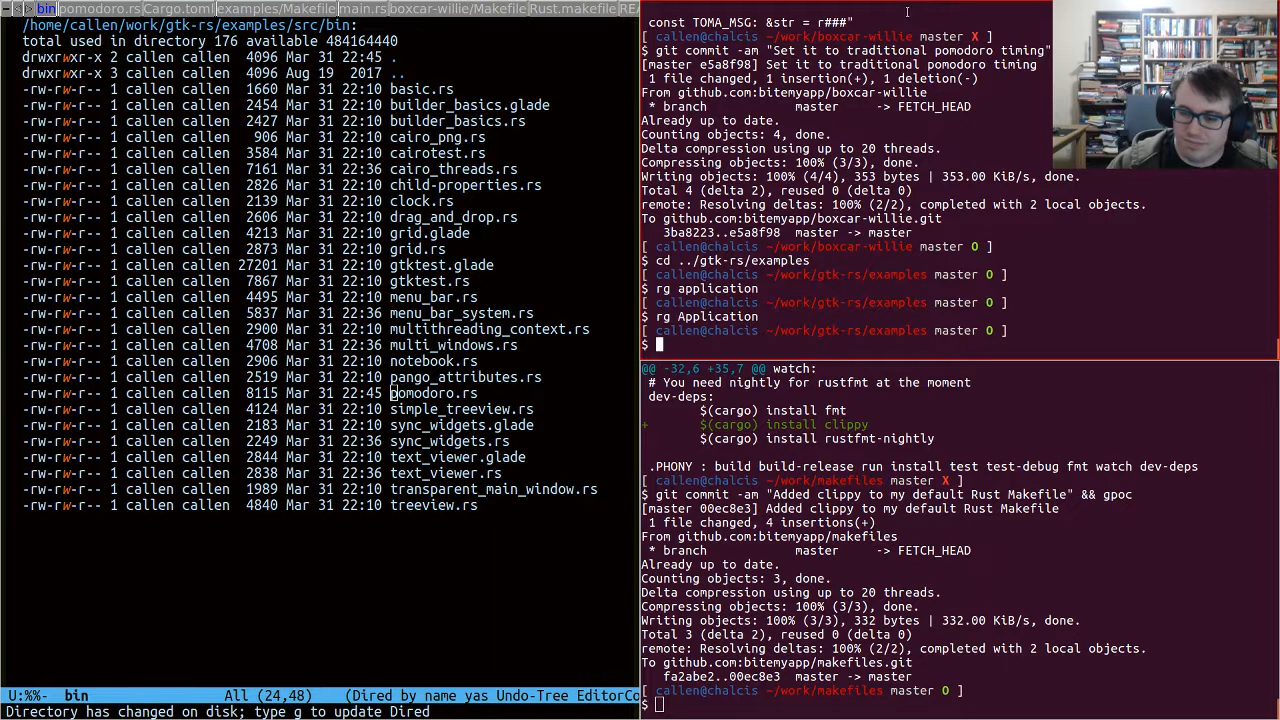 - <> bin pomodoro.rs Cargo.toml examples/Makefile main.rs boxcar-willie/Makefile Rust.makefile RE
/home/callen/work/gtk-rs/examples/src/bin:
total used in directory 176 available 484164440
drwxrwxr-x 2 callen callen 4096 Mar 31 22:45 .
drwxrwxr-x 3 callen callen 4096 Aug 19 2017 ..
-rw-rw-r-- 1 callen callen 1660 Mar 31 22:10 basic.rs
-rw-rw-r-- 1 callen callen 2454 Mar 31 22:10 builder_basics.glade
-rw-rw-r-- 1 callen callen 2427 Mar 31 22:10 builder_basics.rs
-rw-rw-r-- 1 callen callen 906 Mar 31 22:10 cairo_png.rs
-rw-rw-r-- 1 callen callen 3584 Mar 31 22:10 cairotest.rs
-rw-rw-r-- 1 callen callen 7161 Mar 31 22:36 cairo_threads.rs
-rw-rw-r-- 1 callen callen 2826 Mar 31 22:10 child-properties.rs
-rw-rw-r-- 1 callen callen 2139 Mar 31 22:10 clock.rs
-rw-rw-r-- 1 callen callen 2606 Mar 31 22:10 drag_and_drop.rs
-rw-rw-r-- 1 callen callen 4213 Mar 31 22:10 grid.glade
-rw-rw-r-- 1 callen callen 2873 Mar 31 22:10 grid.rs
-rw-rw-r-- 1 callen callen 27201 Mar 31 22:10 gtktest.glade
-rw-rw-r-- 1 callen callen 7867 Mar 31 22:10 gtktest.rs
-rw-rw-r-- 1 callen callen 4495 Mar 31 22:10 menu_bar.rs
-rw-rw-r-- 1 callen callen 5837 Mar 31 22:36 menu_bar_system.rs
-rw-rw-r-- 1 callen callen 2900 Mar 31 22:10 multithreading_context.rs
-rw-rw-r-- 1 callen callen 4708 Mar 31 22:36 multi_windows.rs
-rw-rw-r-- 1 callen callen 2906 Mar 31 22:10 notebook.rs
-rw-rw-r-- 1 callen callen 2519 Mar 31 22:10 pango_attributes.rs
-rw-rw-r-- 1 callen callen 8115 Mar 31 22:45 pomodoro.rs
-rw-rw-r-- 1 callen callen 4124 Mar 31 22:10 simple_treeview.rs
-rw-rw-r-- 1 callen callen 2183 Mar 31 22:10 sync_widgets.glade
-rw-rw-r-- 1 callen callen 2249 Mar 31 22:36 sync_widgets.rs
-rw-rw-r-- 1 callen callen 2844 Mar 31 22:10 text_viewer.glade
-rw-rw-r-- 1 callen callen 2838 Mar 31 22:36 text_viewer.rs
-rw-rw-r-- 1 callen callen 1989 Mar 31 22:10 transparent_main_window.rs
-rw-rw-r-- 1 callen callen 4840 Mar 31 22:10 treeview.rs
U:%%- bin All (24,48) (Dired by name yas Undo-Tree EditorCo
Directory has changed on disk; type g to update Dired
const TOMA_MSG: &str = r###"
[ callen@chalcis ~/work/boxcar-willie master X ]
$ git commit -am "Set it to traditional pomodoro timing"
[master e5a8f98] Set it to traditional pomodoro timing
1 file changed, 1 insertion(+), 1 deletion(-)
From github.com:bitemyapp/boxcar-willie
* branch master -> FETCH_HEAD
Already up to date.
Counting objects: 4, done.
Delta compression using up to 20 threads.
Compressing objects: 100% (3/3), done.
Writing objects: 100% (4/4), 353 bytes | 353.00 KiB/s, done.
Total 4 (delta 2), reused 0 (delta 0)
remote: Resolving deltas: 100% (2/2), completed with 2 local objects.
To github.com:bitemyapp/boxcar-willie.git
3ba8223..e5a8f98 master -> master
[ callen@chalcis ~/work/boxcar-willie master O ]
$ cd ../gtk-rs/examples
[ callen@chalcis ~/work/gtk-rs/examples master O ]
$ rg application
[ callen@chalcis ~/work/gtk-rs/examples master O ]
$ rg Application
[ callen@chalcis ~/work/gtk-rs/examples master O ]
$
@@ -32,6 +35,7 @@ watch:
# You need nightly for rustfmt at the moment
dev-deps:
$(cargo) install fmt
+ $(cargo) install clippy
$(cargo) install rustfmt-nightly
.PHONY : build build-release run install test test-debug fmt watch dev-deps
[ callen@chalcis ~/work/makefiles master X ]
$ git commit -am "Added clippy to my default Rust Makefile" && gpoc
[master 00ec8e3] Added clippy to my default Rust Makefile
1 file changed, 4 insertions(+)
From github.com:bitemyapp/makefiles
* branch master -> FETCH_HEAD
Already up to date.
Counting objects: 3, done.
Delta compression using up to 20 threads.
Compressing objects: 100% (3/3), done.
Writing objects: 100% (3/3), 332 bytes | 332.00 KiB/s, done.
Total 3 (delta 2), reused 0 (delta 0)
remote: Resolving deltas: 100% (2/2), completed with 2 local objects.
To github.com:bitemyapp/makefiles.git
fa2abe2..00ec8e3 master -> master
[ callen@chalcis ~/work/makefiles master O ]
$